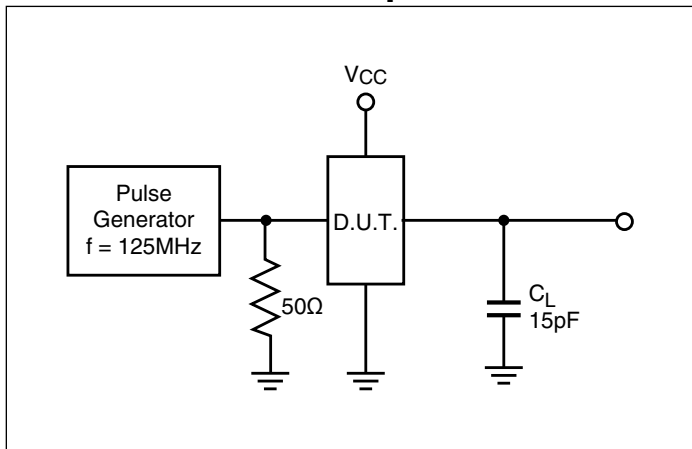 VCC
Pulse
Generator
f = 125MHz
D.U.T.
50Ω
CL
15pF